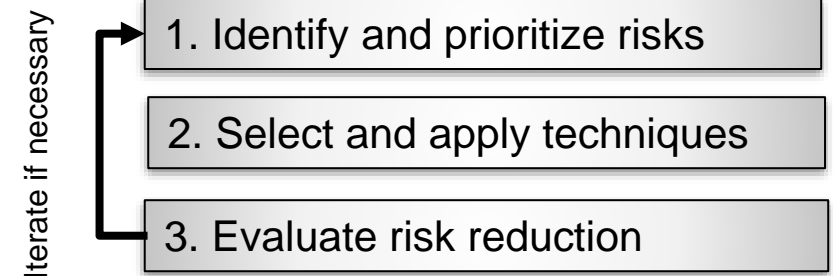 Iterate if necessary
1. Identify and prioritize risks
2. Select and apply techniques
3. Evaluate risk reduction